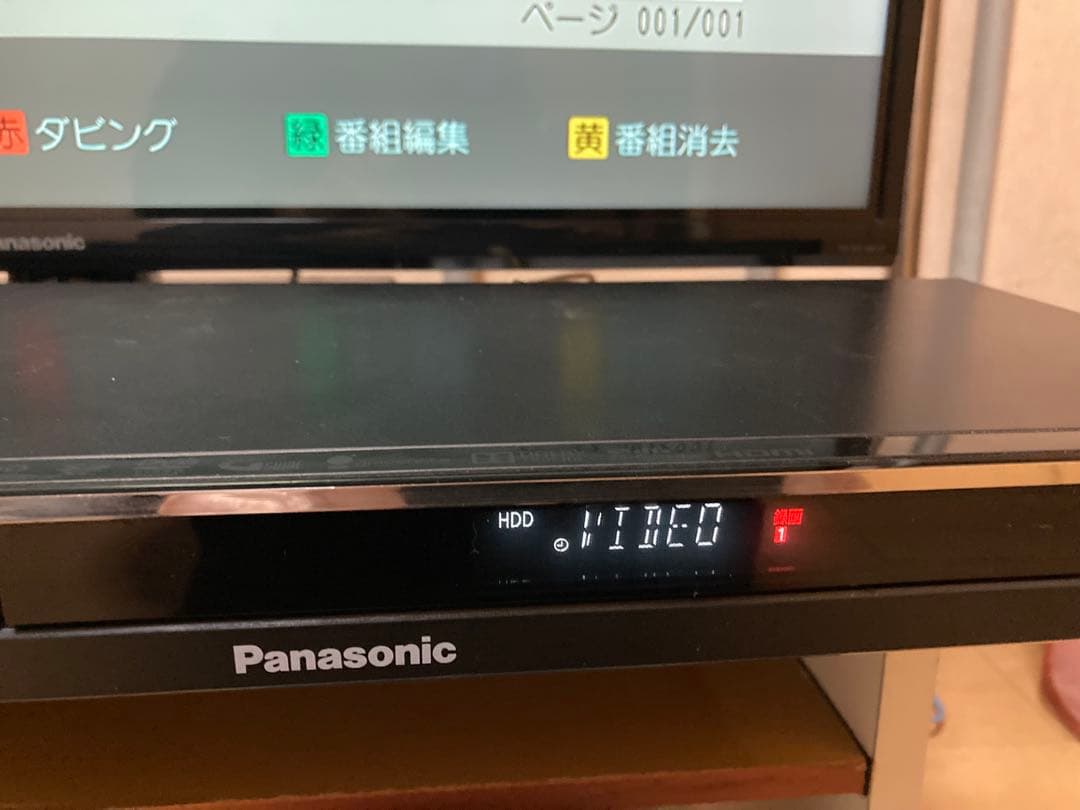 ページ 001/001
赤 ダビング 緑 番組編集 黄 番組消去
Panasonic
HDD VIDEO 録画
1
Panasonic